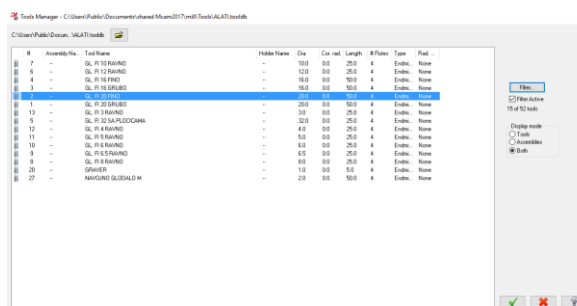 Tools Manager - C:\Users\Public\Documents\shared Mcam2017\mill\Tools\ALATI.tooldb
C:\Users\Public\Docum...\ALATI.tooldb
# Assembly Na... Tool Name Holder Name Dia. Cor. rad. Length # Flutes Type Rad. ...
7 -- GL. FI 10 RAVNO -- 10.0 0.0 25.0 4 Endmi... None
6 -- GL. FI 12 RAVNO -- 12.0 0.0 25.0 4 Endmi... None
4 -- GL. FI 16 FINO -- 16.0 0.0 50.0 4 Endmi... None
3 -- GL. FI 16 GRUBO -- 16.0 0.0 50.0 4 Endmi... None
2 -- GL. FI 20 FINO -- 20.0 0.0 50.0 4 Endmi... None
1 -- GL. FI 20 GRUBO -- 20.0 0.0 50.0 4 Endmi... None
13 -- GL. FI 3 RAVNO -- 3.0 0.0 25.0 4 Endmi... None
5 -- GL. FI 32 SA PLOOCAMA -- 32.0 0.0 25.0 4 Endmi... None
12 -- GL. FI 4 RAVNO -- 4.0 0.0 25.0 4 Endmi... None
11 -- GL. FI 5 RAVNO -- 5.0 0.0 25.0 4 Endmi... None
10 -- GL. FI 6 RAVNO -- 6.0 0.0 25.0 4 Endmi... None
9 -- GL. FI 6.5 RAVNO -- 6.5 0.0 25.0 4 Endmi... None
8 -- GL. FI 8 RAVNO -- 8.0 0.0 25.0 4 Endmi... None
20 -- GRAVER -- 1.0 0.0 5.0 4 Endmi... None
27 -- NAVOJNO GLODALO M -- 2.0 0.0 50.0 4 Endmi... None
Filter...
Filter Active
15 of 52 tools
Display mode
Tools
Assemblies
Both